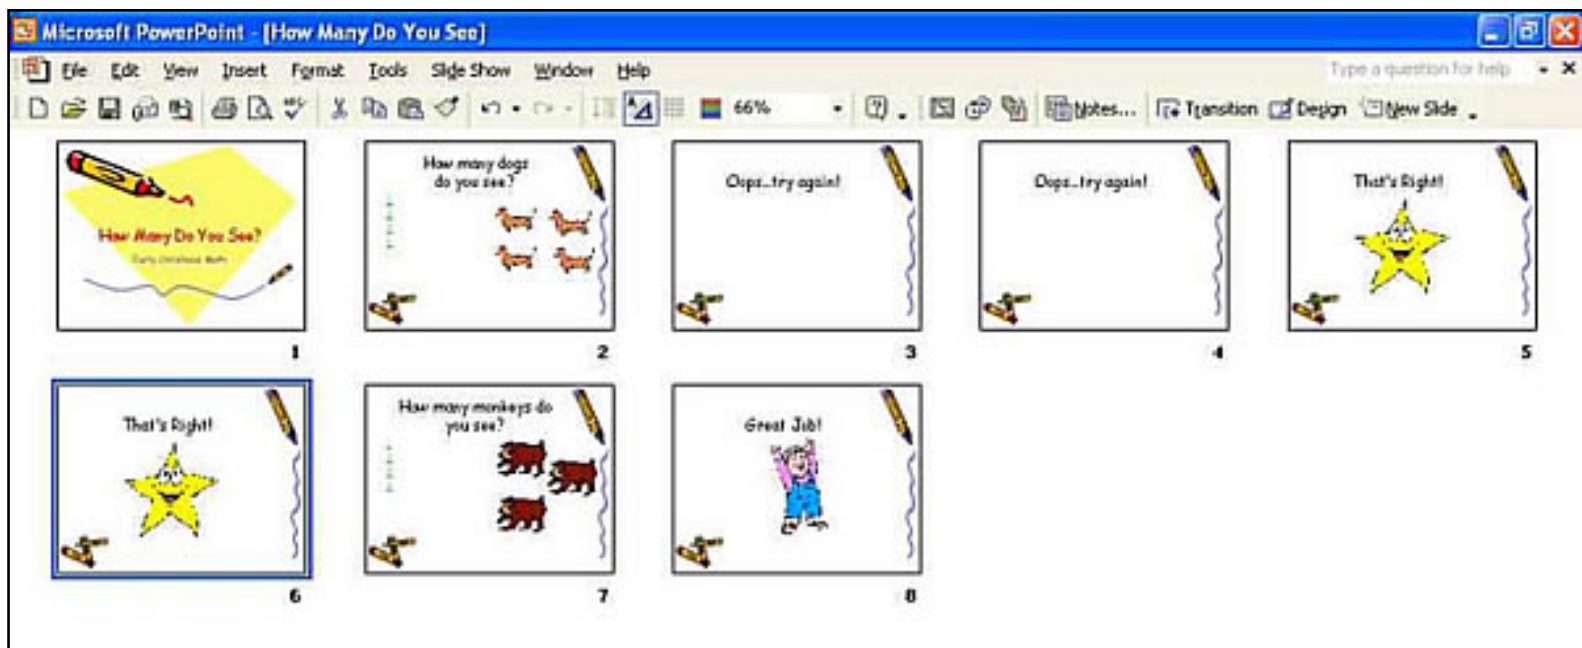 Microsoft PowerPoint - [How Many Do You See]
File Edit View Insert Format Tools Slide Show Window Help
Type a question for help
66% Notes... Transition Design New Slide
How Many Do You See?
Early Childhood Math
1
How many dogs
do you see?
2
Oops...try again!
3
Oops...try again!
4
That's Right!
5
That's Right!
6
How many monkeys do
you see?
7
Great Job!
8